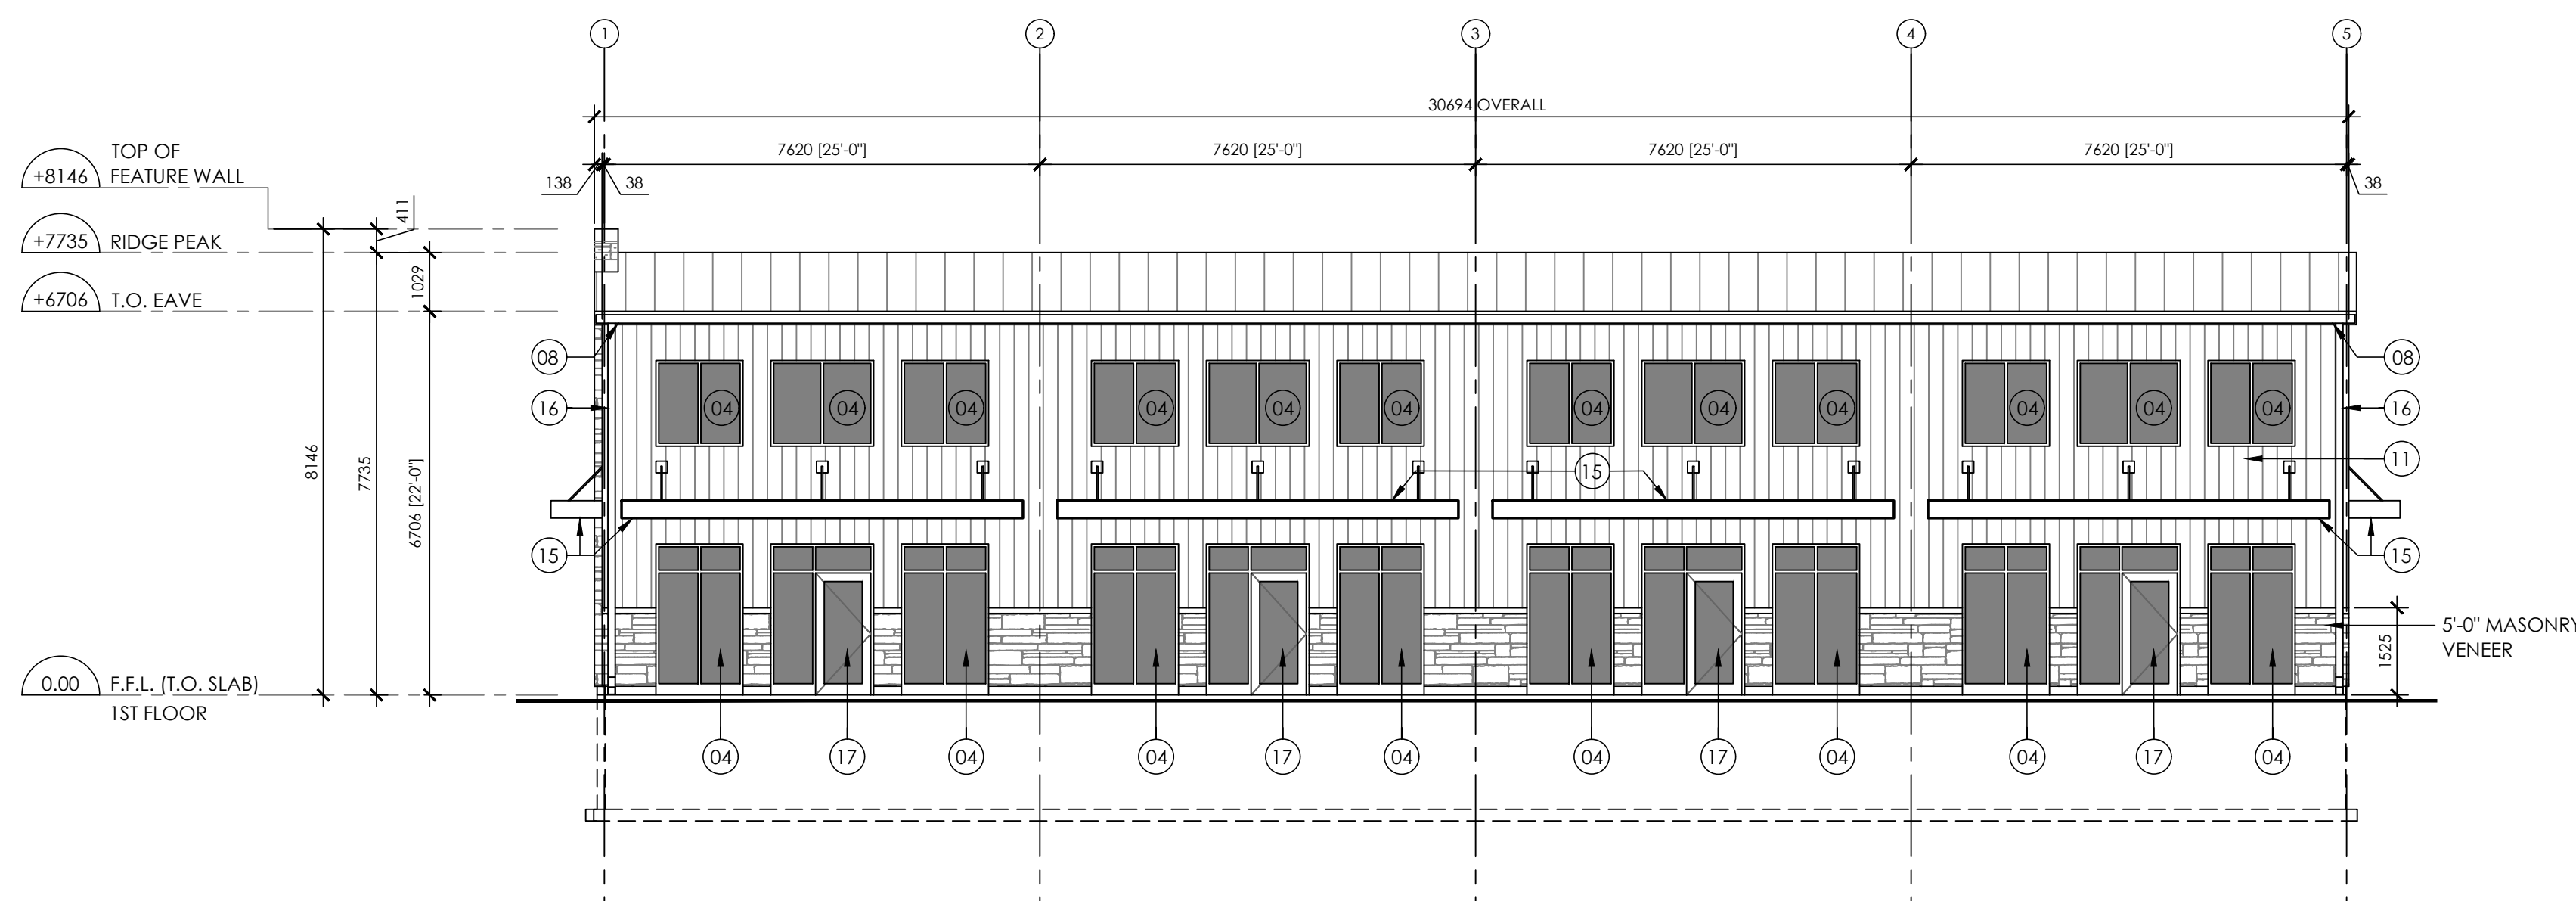 1 2 3 4 5
30694 OVERALL
7620 [25'-0"] 7620 [25'-0"] 7620 [25'-0"] 7620 [25'-0"]
138 38 38
TOP OF
+8146 FEATURE WALL
411
+7735 RIDGE PEAK
1029
+6706 T.O. EAVE
08 08
16 04 04 04 04 04 04 04 04 04 04 04 04 16
8146 7735 6706 [22'-0"]
15 11
15 15
5'-0" MASONRY
VENEER
1525
0.00 F.F.L. (T.O. SLAB)
1ST FLOOR
04 17 04 04 17 04 04 17 04 04 17 04